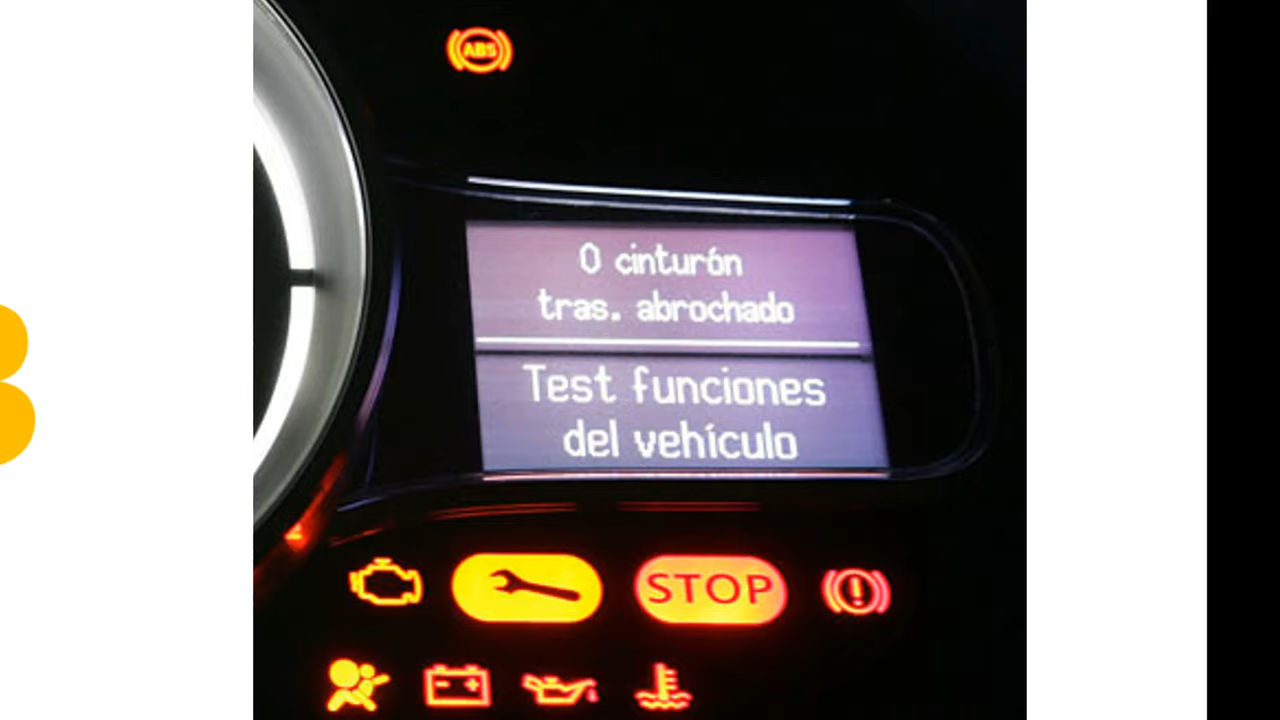 ABS
0 cinturón
tras. abrochado
Test funciones
del vehículo
STOP